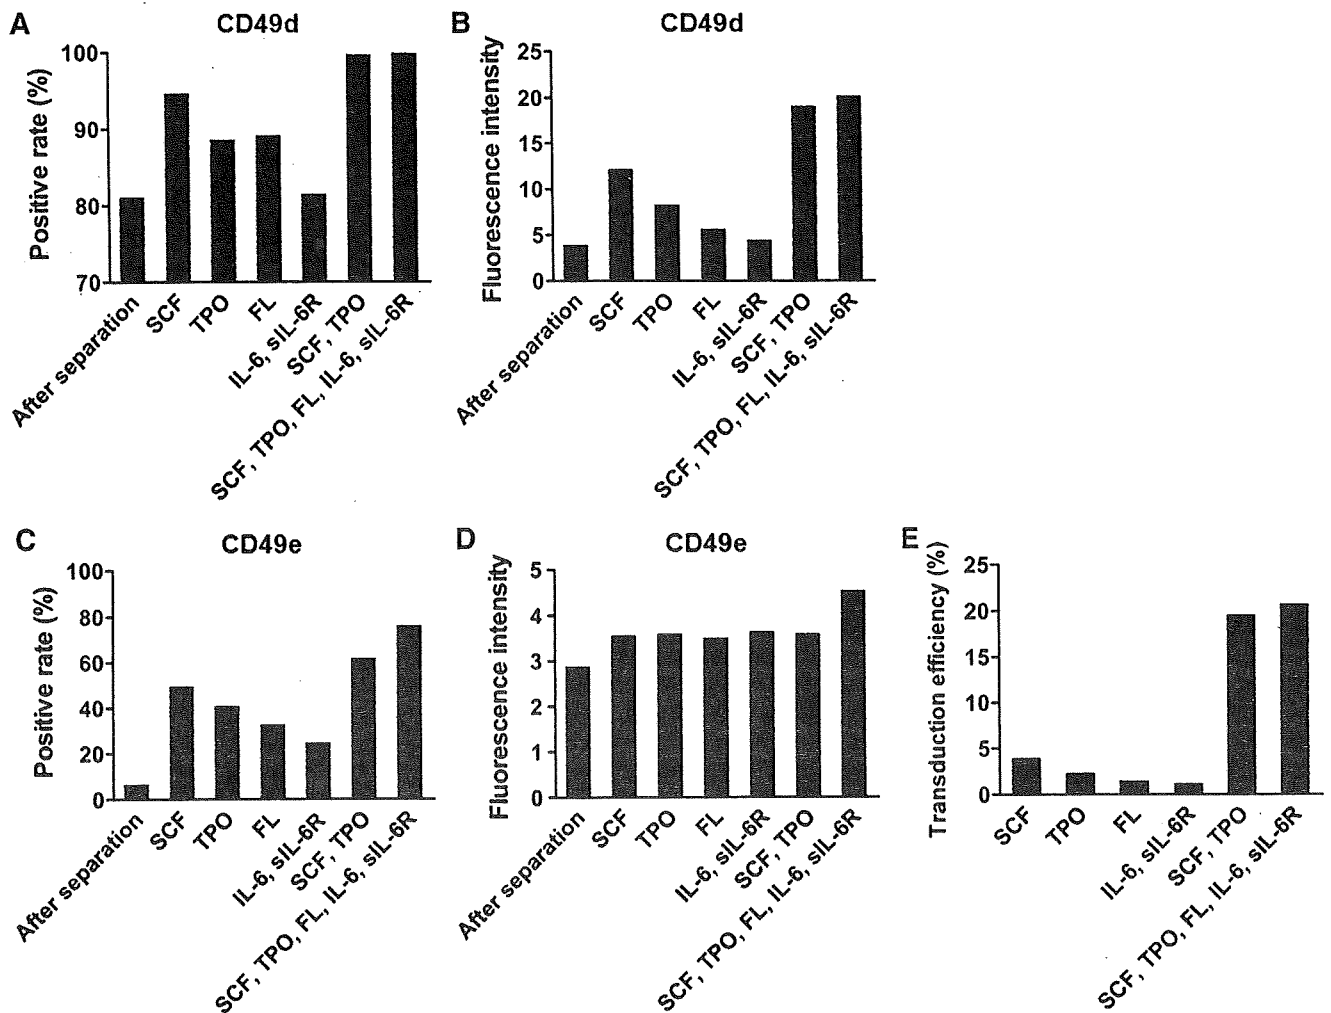 A
CD49d
Positive rate (%)
100
90
80
70
After separation
SCF
TPO
FL
IL-6, sIL-6R
SCF, TPO
SCF, TPO, FL, IL-6, sIL-6R
B
CD49d
Fluorescence intensity
25
20
15
10
5
0
After separation
SCF
TPO
FL
IL-6, sIL-6R
SCF, TPO
SCF, TPO, FL, IL-6, sIL-6R
C
CD49e
Positive rate (%)
100
80
60
40
20
0
After separation
SCF
TPO
FL
IL-6, sIL-6R
SCF, TPO
SCF, TPO, FL, IL-6, sIL-6R
D
CD49e
Fluorescence intensity
5
4
3
2
1
0
After separation
SCF
TPO
FL
IL-6, sIL-6R
SCF, TPO
SCF, TPO, FL, IL-6, sIL-6R
E
Transduction efficiency (%)
25
20
15
10
5
0
SCF
TPO
FL
IL-6, sIL-6R
SCF, TPO
SCF, TPO, FL, IL-6, sIL-6R